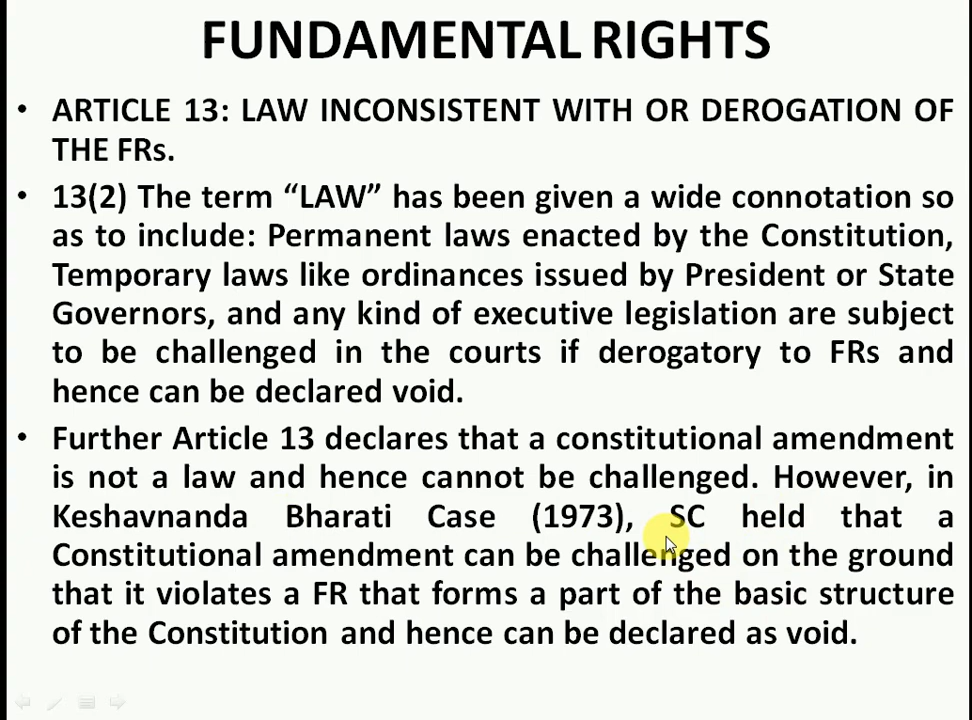 FUNDAMENTAL RIGHTS
• ARTICLE 13: LAW INCONSISTENT WITH OR DEROGATION OF
THE FRs.
• 13(2) The term “LAW” has been given a wide connotation so
as to include: Permanent laws enacted by the Constitution,
Temporary laws like ordinances issued by President or State
Governors, and any kind of executive legislation are subject
to be challenged in the courts if derogatory to FRs and
hence can be declared void.
• Further Article 13 declares that a constitutional amendment
is not a law and hence cannot be challenged. However, in
Keshavnanda Bharati Case (1973), SC held that a
Constitutional amendment can be challenged on the ground
that it violates a FR that forms a part of the basic structure
of the Constitution and hence can be declared as void.